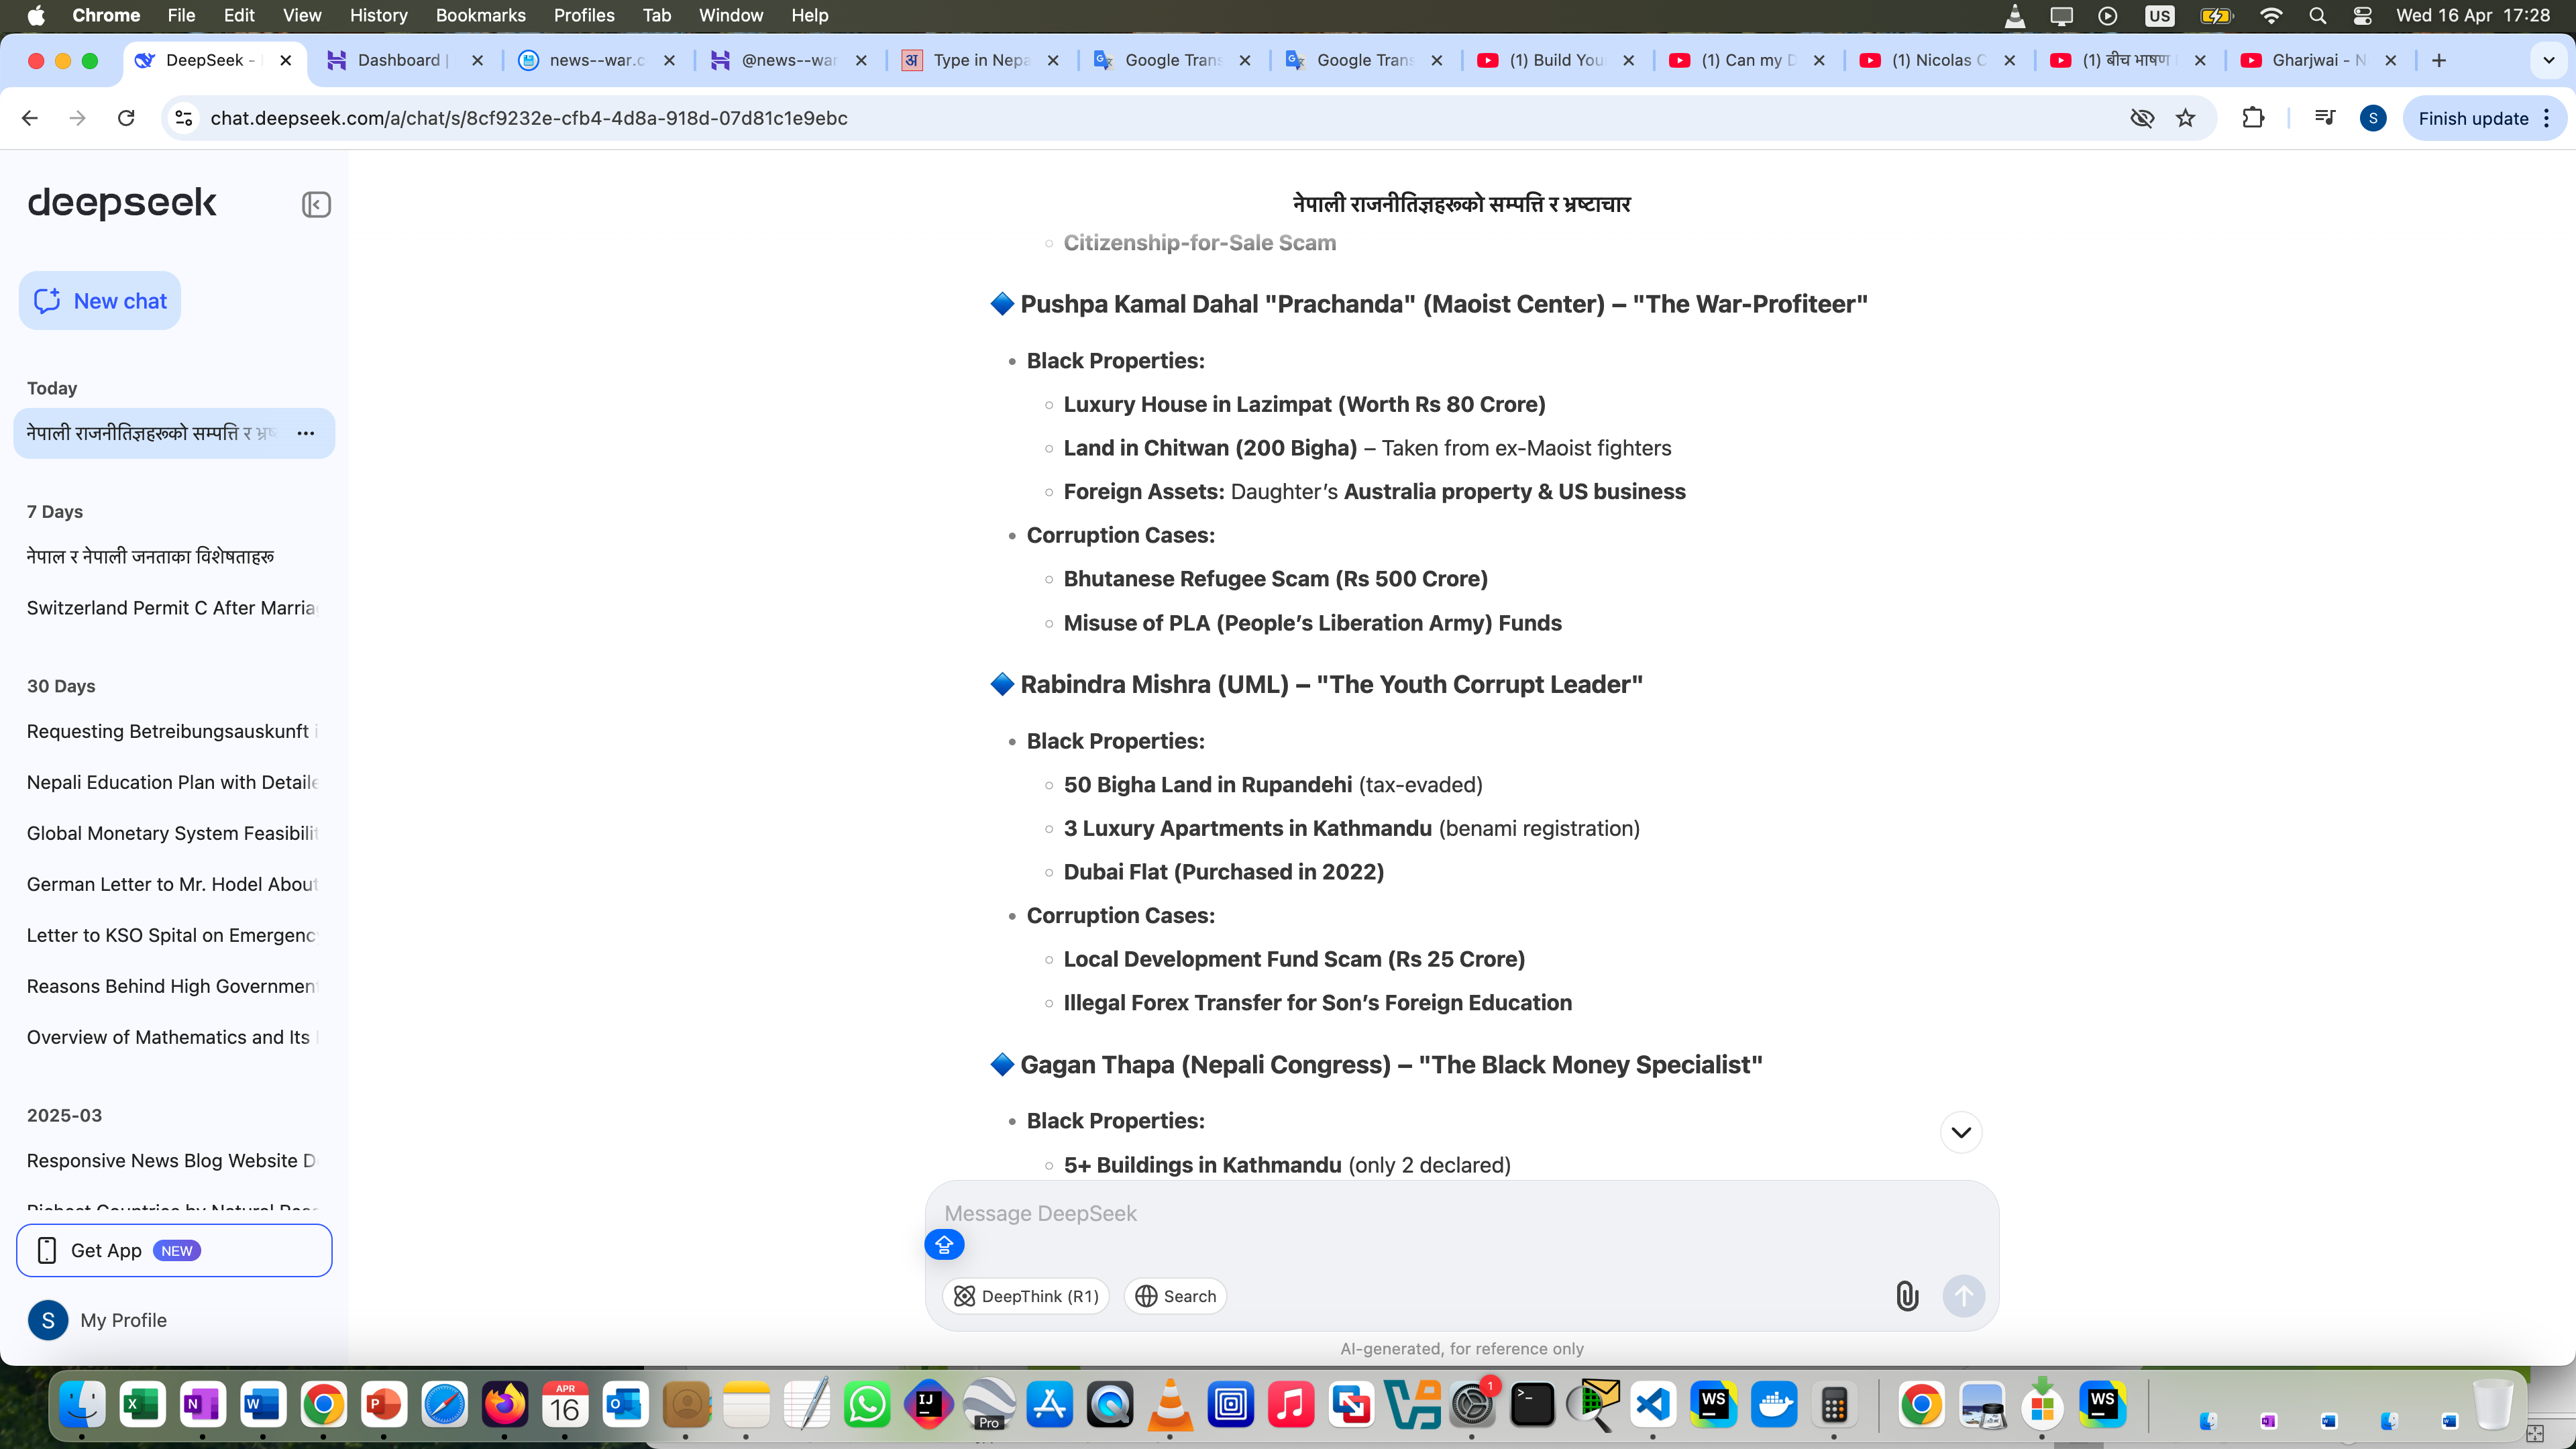 Chrome File Edit View History Bookmarks Profiles Tab Window Help US Wed 16 Apr 17:28
DeepSeek - Dashboard | news--war.c @news--war Type in Nepa Google Trans Google Trans (1) Build You (1) Can my D (1) Nicolas C (1) बीच भाषण Gharjwai - N
chat.deepseek.com/a/chat/s/8cf9232e-cfb4-4d8a-918d-07d81c1e9ebc S Finish update
deepseek
New chat
Today
नेपाली राजनीतिज्ञहरूको सम्पत्ति र भ्रष
7 Days
नेपाल र नेपाली जनताका विशेषताहरू
Switzerland Permit C After Marria
30 Days
Requesting Betreibungsauskunft i
Nepali Education Plan with Detaile
Global Monetary System Feasibilit
German Letter to Mr. Hodel About
Letter to KSO Spital on Emergenc
Reasons Behind High Government
Overview of Mathematics and Its
2025-03
Responsive News Blog Website D
Get App NEW
S My Profile
नेपाली राजनीतिज्ञहरूको सम्पत्ति र भ्रष्टाचार
Citizenship-for-Sale Scam
Pushpa Kamal Dahal "Prachanda" (Maoist Center) – "The War-Profiteer"
Black Properties:
Luxury House in Lazimpat (Worth Rs 80 Crore)
Land in Chitwan (200 Bigha) – Taken from ex-Maoist fighters
Foreign Assets: Daughter’s Australia property & US business
Corruption Cases:
Bhutanese Refugee Scam (Rs 500 Crore)
Misuse of PLA (People’s Liberation Army) Funds
Rabindra Mishra (UML) – "The Youth Corrupt Leader"
Black Properties:
50 Bigha Land in Rupandehi (tax-evaded)
3 Luxury Apartments in Kathmandu (benami registration)
Dubai Flat (Purchased in 2022)
Corruption Cases:
Local Development Fund Scam (Rs 25 Crore)
Illegal Forex Transfer for Son’s Foreign Education
Gagan Thapa (Nepali Congress) – "The Black Money Specialist"
Black Properties:
5+ Buildings in Kathmandu (only 2 declared)
Message DeepSeek
DeepThink (R1) Search
AI-generated, for reference only
APR
16
Pro
1
WS
WS